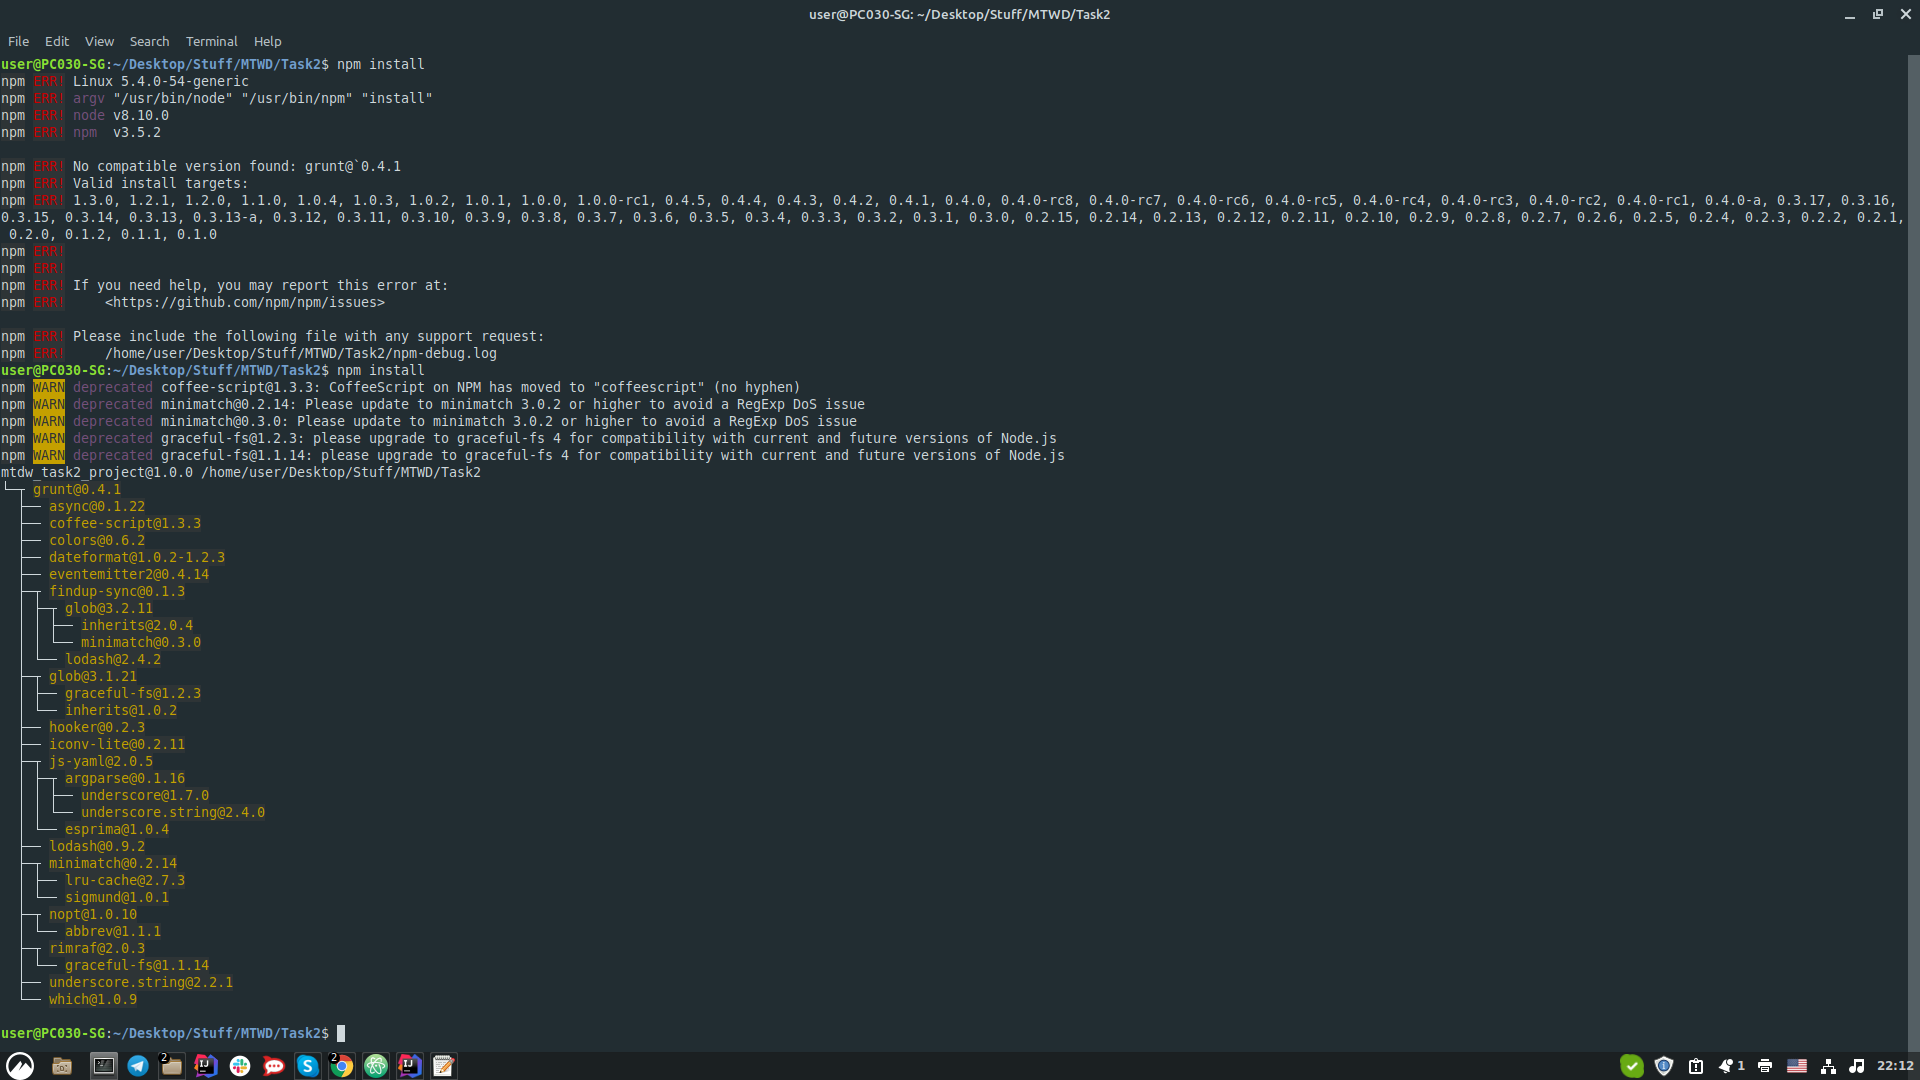 user@PC030-SG: ~/Desktop/Stuff/MTWD/Task2
File Edit View Search Terminal Help
user@PC030-SG:~/Desktop/Stuff/MTWD/Task2$ npm install
npm ERR! Linux 5.4.0-54-generic
npm ERR! argv "/usr/bin/node" "/usr/bin/npm" "install"
npm ERR! node v8.10.0
npm ERR! npm  v3.5.2
npm ERR! No compatible version found: grunt@`0.4.1
npm ERR! Valid install targets:
npm ERR! 1.3.0, 1.2.1, 1.2.0, 1.1.0, 1.0.4, 1.0.3, 1.0.2, 1.0.1, 1.0.0, 1.0.0-rc1, 0.4.5, 0.4.4, 0.4.3, 0.4.2, 0.4.1, 0.4.0, 0.4.0-rc8, 0.4.0-rc7, 0.4.0-rc6, 0.4.0-rc5, 0.4.0-rc4, 0.4.0-rc3, 0.4.0-rc2, 0.4.0-rc1, 0.4.0-a, 0.3.17, 0.3.16,
0.3.15, 0.3.14, 0.3.13, 0.3.13-a, 0.3.12, 0.3.11, 0.3.10, 0.3.9, 0.3.8, 0.3.7, 0.3.6, 0.3.5, 0.3.4, 0.3.3, 0.3.2, 0.3.1, 0.3.0, 0.2.15, 0.2.14, 0.2.13, 0.2.12, 0.2.11, 0.2.10, 0.2.9, 0.2.8, 0.2.7, 0.2.6, 0.2.5, 0.2.4, 0.2.3, 0.2.2, 0.2.1,
0.2.0, 0.1.2, 0.1.1, 0.1.0
npm ERR!
npm ERR!
npm ERR! If you need help, you may report this error at:
npm ERR!     <https://github.com/npm/npm/issues>
npm ERR! Please include the following file with any support request:
npm ERR!     /home/user/Desktop/Stuff/MTWD/Task2/npm-debug.log
user@PC030-SG:~/Desktop/Stuff/MTWD/Task2$ npm install
npm WARN deprecated coffee-script@1.3.3: CoffeeScript on NPM has moved to "coffeescript" (no hyphen)
npm WARN deprecated minimatch@0.2.14: Please update to minimatch 3.0.2 or higher to avoid a RegExp DoS issue
npm WARN deprecated minimatch@0.3.0: Please update to minimatch 3.0.2 or higher to avoid a RegExp DoS issue
npm WARN deprecated graceful-fs@1.2.3: please upgrade to graceful-fs 4 for compatibility with current and future versions of Node.js
npm WARN deprecated graceful-fs@1.1.14: please upgrade to graceful-fs 4 for compatibility with current and future versions of Node.js
mtdw_task2_project@1.0.0 /home/user/Desktop/Stuff/MTWD/Task2
└─┬ grunt@0.4.1
  ├── async@0.1.22
  ├── coffee-script@1.3.3
  ├── colors@0.6.2
  ├── dateformat@1.0.2-1.2.3
  ├── eventemitter2@0.4.14
  ├─┬ findup-sync@0.1.3
  │ ├─┬ glob@3.2.11
  │ │ ├── inherits@2.0.4
  │ │ └── minimatch@0.3.0
  │ └── lodash@2.4.2
  ├─┬ glob@3.1.21
  │ ├── graceful-fs@1.2.3
  │ └── inherits@1.0.2
  ├── hooker@0.2.3
  ├── iconv-lite@0.2.11
  ├─┬ js-yaml@2.0.5
  │ ├─┬ argparse@0.1.16
  │ │ ├── underscore@1.7.0
  │ │ └── underscore.string@2.4.0
  │ └── esprima@1.0.4
  ├── lodash@0.9.2
  ├─┬ minimatch@0.2.14
  │ ├── lru-cache@2.7.3
  │ └── sigmund@1.0.1
  ├─┬ nopt@1.0.10
  │ └── abbrev@1.1.1
  ├─┬ rimraf@2.0.3
  │ └── graceful-fs@1.1.14
  ├── underscore.string@2.2.1
  └── which@1.0.9
user@PC030-SG:~/Desktop/Stuff/MTWD/Task2$
2 IJ S 2 IJ 1 22:12